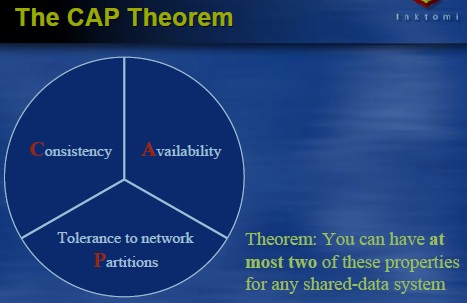 The CAP Theorem
Inktomi
Consistency
Availability
Tolerance to network
Partitions
Theorem: You can have at
most two of these properties
for any shared-data system